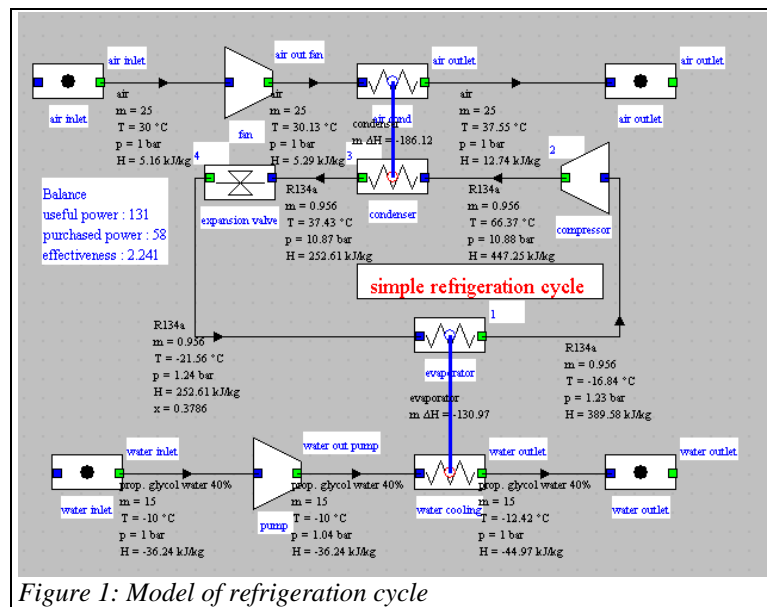 air inlet
air out fan
air outlet
air outlet
air inlet
air
m = 25
T = 30 °C
p = 1 bar
H = 5.16 kJ/kg
fan
air
m = 25
T = 30.13 °C
p = 1 bar
H = 5.29 kJ/kg
air cond
condenser
m ΔH = -186.12
air
m = 25
T = 37.55 °C
p = 1 bar
H = 12.74 kJ/kg
air outlet
4
3
2
expansion valve
condenser
compressor
Balance
useful power : 131
purchased power : 58
effectiveness : 2.241
R134a
m = 0.956
T = 37.43 °C
p = 10.87 bar
H = 252.61 kJ/kg
R134a
m = 0.956
T = 66.37 °C
p = 10.88 bar
H = 447.25 kJ/kg
simple refrigeration cycle
1
R134a
m = 0.956
T = -21.56 °C
p = 1.24 bar
H = 252.61 kJ/kg
x = 0.3786
evaporator
evaporator
m ΔH = -130.97
R134a
m = 0.956
T = -16.84 °C
p = 1.23 bar
H = 389.58 kJ/kg
water inlet
water out pump
water outlet
water outlet
water inlet
prop. glycol water 40%
m = 15
T = -10 °C
p = 1 bar
H = -36.24 kJ/kg
pump
prop. glycol water 40%
m = 15
T = -10 °C
p = 1.04 bar
H = -36.24 kJ/kg
water cooling
prop. glycol water 40%
m = 15
T = -12.42 °C
p = 1 bar
H = -44.97 kJ/kg
water outlet
Figure 1: Model of refrigeration cycle